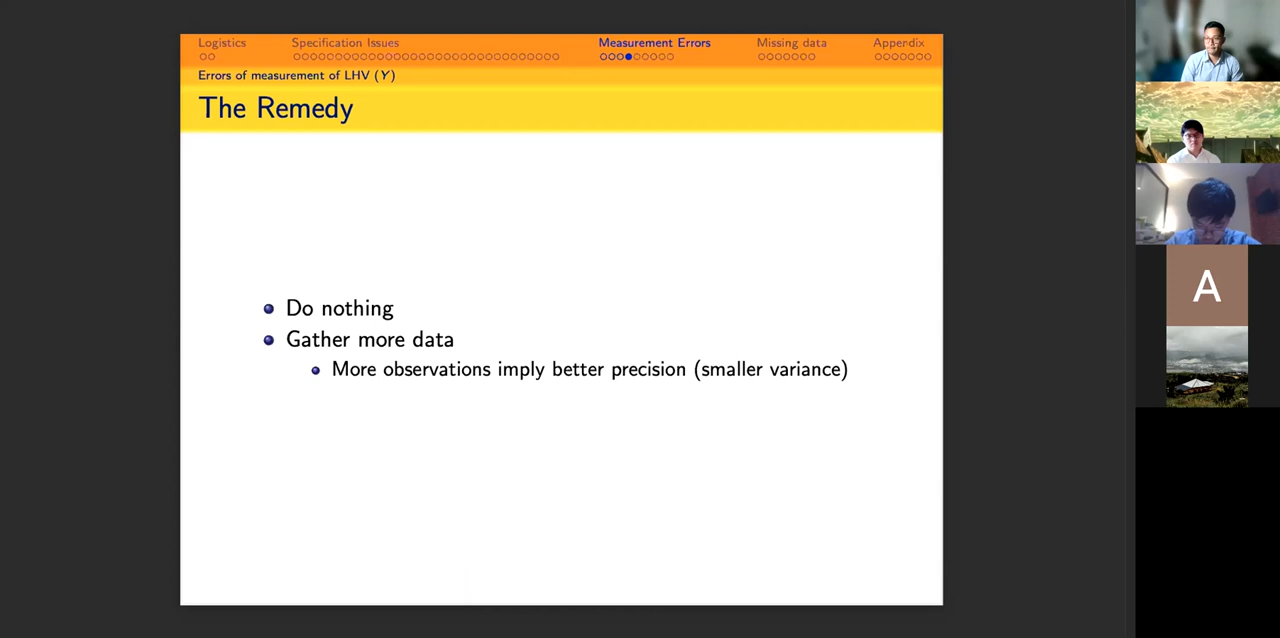 Logistics Specification Issues Measurement Errors Missing data Appendix
Errors of measurement of LHV (Y)
The Remedy
Do nothing
Gather more data
More observations imply better precision (smaller variance)
A